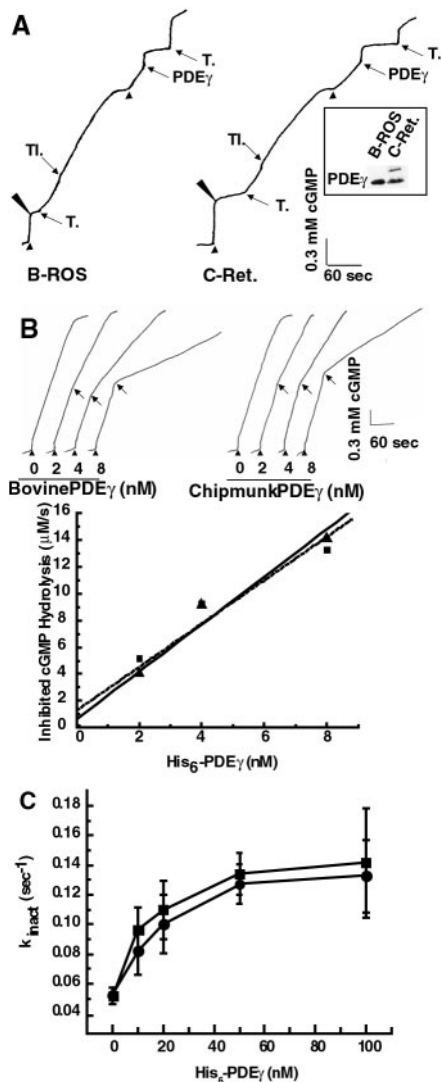 A
T.
PDEγ
Tl.
T.
B-ROS
T.
PDEγ
Tl.
T.
C-Ret.
B-ROS
C-Ret.
PDEγ
0.3 mM cGMP
60 sec
B
0 2 4 8
BovinePDEγ (nM)
0 2 4 8
ChipmunkPDEγ (nM)
0.3 mM cGMP
60 sec
Inhibited cGMP Hydrolysis (μM/s)
16
14
12
10
8
6
4
2
0
0 2 4 6 8
His6-PDEγ (nM)
C
k inact (sec-1)
0.18
0.16
0.14
0.12
0.10
0.08
0.06
0.04
0 20 40 60 80 100
His6-PDEγ (nM)